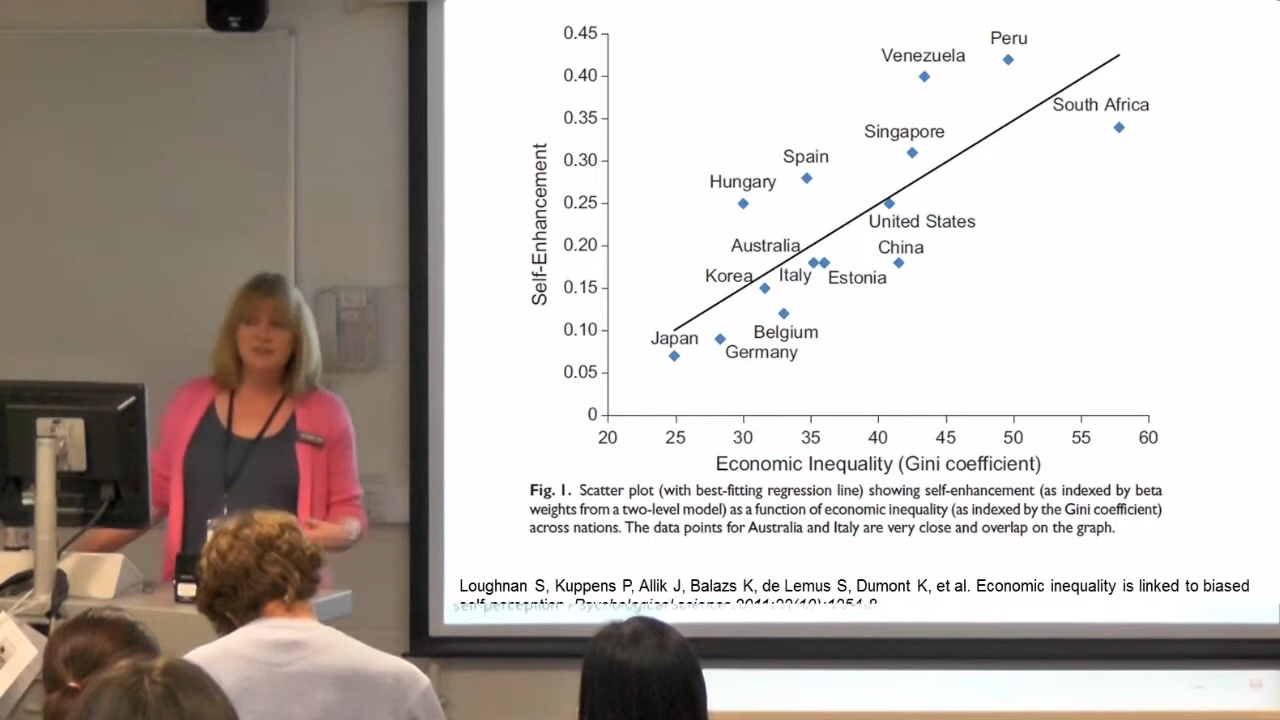 0.45
0.40
0.35
0.30
0.25
0.20
0.15
0.10
0.05
0
Self-Enhancement
Peru
Venezuela
South Africa
Singapore
Spain
Hungary
United States
Australia
China
Korea
Italy
Estonia
Japan
Belgium
Germany
20 25 30 35 40 45 50 55 60
Economic Inequality (Gini coefficient)
Fig. 1. Scatter plot (with best-fitting regression line) showing self-enhancement (as indexed by beta
weights from a two-level model) as a function of economic inequality (as indexed by the Gini coefficient)
across nations. The data points for Australia and Italy are very close and overlap on the graph.
Loughnan S, Kuppens P, Allik J, Balazs K, de Lemus S, Dumont K, et al. Economic inequality is linked to biased